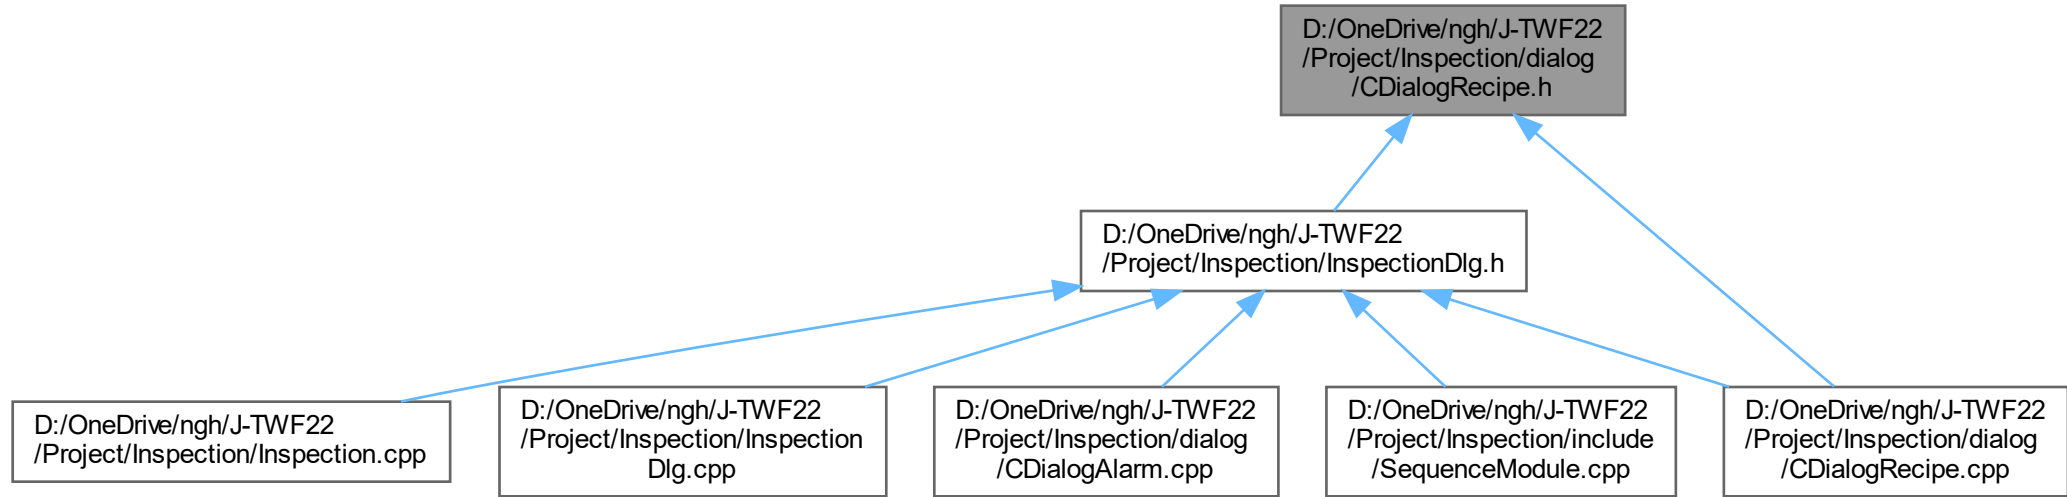 D:/OneDrive/ngh/J-TWF22
/Project/Inspection/dialog
/CDialogRecipe.h
D:/OneDrive/ngh/J-TWF22
/Project/Inspection/InspectionDlg.h
D:/OneDrive/ngh/J-TWF22
/Project/Inspection/Inspection.cpp
D:/OneDrive/ngh/J-TWF22
/Project/Inspection/Inspection
Dlg.cpp
D:/OneDrive/ngh/J-TWF22
/Project/Inspection/dialog
/CDialogAlarm.cpp
D:/OneDrive/ngh/J-TWF22
/Project/Inspection/include
/SequenceModule.cpp
D:/OneDrive/ngh/J-TWF22
/Project/Inspection/dialog
/CDialogRecipe.cpp